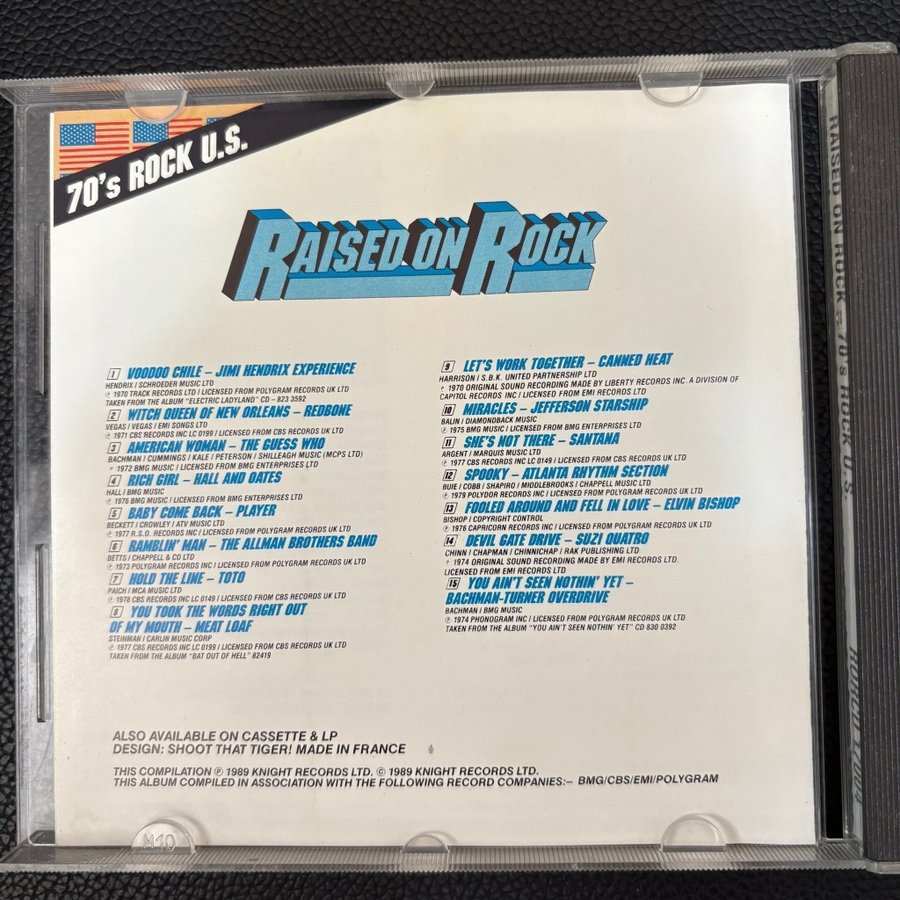 70's ROCK U.S.
RAISED ON ROCK
1 VOODOO CHILE – JIMI HENDRIX EXPERIENCE
HENDRIX / SCHROEDER MUSIC LTD
℗ 1970 TRACK RECORDS LTD / LICENSED FROM POLYGRAM RECORDS UK LTD
TAKEN FROM THE ALBUM "ELECTRIC LADYLAND" CD – 823 3592
2 WITCH QUEEN OF NEW ORLEANS – REDBONE
VEGAS / VEGAS / EMI SONGS LTD
℗ 1971 CBS RECORDS INC LC 0199 / LICENSED FROM CBS RECORDS UK LTD
3 AMERICAN WOMAN – THE GUESS WHO
BACHMAN / CUMMINGS / KALE / PETERSON / SHILLEAGH MUSIC (MCPS LTD)
℗ 1972 BMG MUSIC / LICENSED FROM BMG ENTERPRISES LTD
4 RICH GIRL – HALL AND OATES
HALL / BMG MUSIC
℗ 1976 BMG MUSIC / LICENSED FROM BMG ENTERPRISES LTD
5 BABY COME BACK – PLAYER
BECKETT / CROWLEY / ATV MUSIC LTD
℗ 1977 R.S.O. RECORDS INC / LICENSED FROM POLYGRAM RECORDS UK LTD
6 RAMBLIN' MAN – THE ALLMAN BROTHERS BAND
BETTS / CHAPPELL & CO LTD
℗ 1973 POLYGRAM RECORDS INC / LICENSED FROM POLYGRAM RECORDS UK LTD
7 HOLD THE LINE – TOTO
PAICH / MCA MUSIC LTD
℗ 1978 CBS RECORDS INC LC 0149 / LICENSED FROM CBS RECORDS UK LTD
8 YOU TOOK THE WORDS RIGHT OUT
OF MY MOUTH – MEAT LOAF
STEINMAN / CARLIN MUSIC CORP
℗ 1977 CBS RECORDS INC LC 0199 / LICENSED FROM CBS RECORDS UK LTD
TAKEN FROM THE ALBUM "BAT OUT OF HELL" 82419
9 LET'S WORK TOGETHER – CANNED HEAT
HARRISON / S.B.K. UNITED PARTNERSHIP LTD
℗ 1970 ORIGINAL SOUND RECORDING MADE BY LIBERTY RECORDS INC. A DIVISION OF
CAPITOL RECORDS INC / LICENSED FROM EMI RECORDS LTD
10 MIRACLES – JEFFERSON STARSHIP
BALIN / DIAMONDBACK MUSIC
℗ 1975 BMG MUSIC / LICENSED FROM BMG ENTERPRISES LTD
11 SHE'S NOT THERE – SANTANA
ARGENT / MARQUIS MUSIC LTD
℗ 1977 CBS RECORDS INC LC 0149 / LICENSED FROM CBS RECORDS UK LTD
12 SPOOKY – ATLANTA RHYTHM SECTION
BUIE / COBB / SHAPIRO / MIDDLEBROOKS / CHAPPELL MUSIC LTD
℗ 1979 POLYDOR RECORDS INC / LICENSED FROM POLYGRAM RECORDS UK LTD
13 FOOLED AROUND AND FELL IN LOVE – ELVIN BISHOP
BISHOP / COPYRIGHT CONTROL
℗ 1976 CAPRICORN RECORDS INC / LICENSED FROM POLYGRAM RECORDS UK LTD
14 DEVIL GATE DRIVE – SUZI QUATRO
CHINN / CHAPMAN / CHINNICHAP / RAK PUBLISHING LTD
℗ 1974 ORIGINAL SOUND RECORDING MADE BY EMI RECORDS LTD.
LICENSED FROM EMI RECORDS LTD
15 YOU AIN'T SEEN NOTHIN' YET –
BACHMAN-TURNER OVERDRIVE
BACHMAN / BMG MUSIC
℗ 1974 PHONOGRAM INC / LICENSED FROM POLYGRAM RECORDS UK LTD
TAKEN FROM THE ALBUM "YOU AIN'T SEEN NOTHIN' YET" CD 830 0392
ALSO AVAILABLE ON CASSETTE & LP
DESIGN: SHOOT THAT TIGER! MADE IN FRANCE
THIS COMPILATION ℗ 1989 KNIGHT RECORDS LTD. © 1989 KNIGHT RECORDS LTD.
THIS ALBUM COMPILED IN ASSOCIATION WITH THE FOLLOWING RECORD COMPANIES:– BMG/CBS/EMI/POLYGRAM
M10
RAISED ON ROCK 70's ROCK U.S.